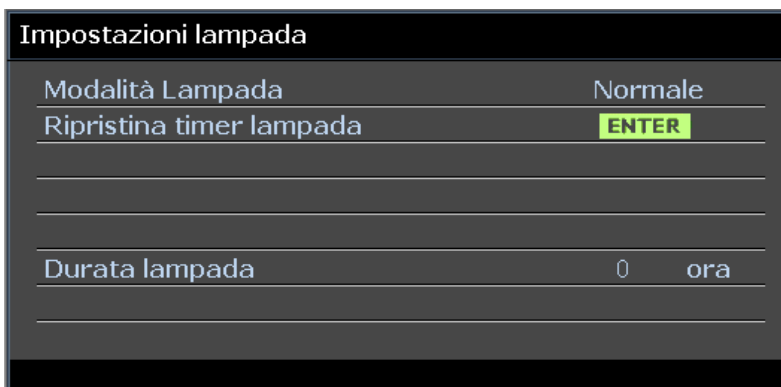 Impostazioni lampada
Modalità Lampada Normale
Ripristina timer lampada ENTER
Durata lampada 0 ora